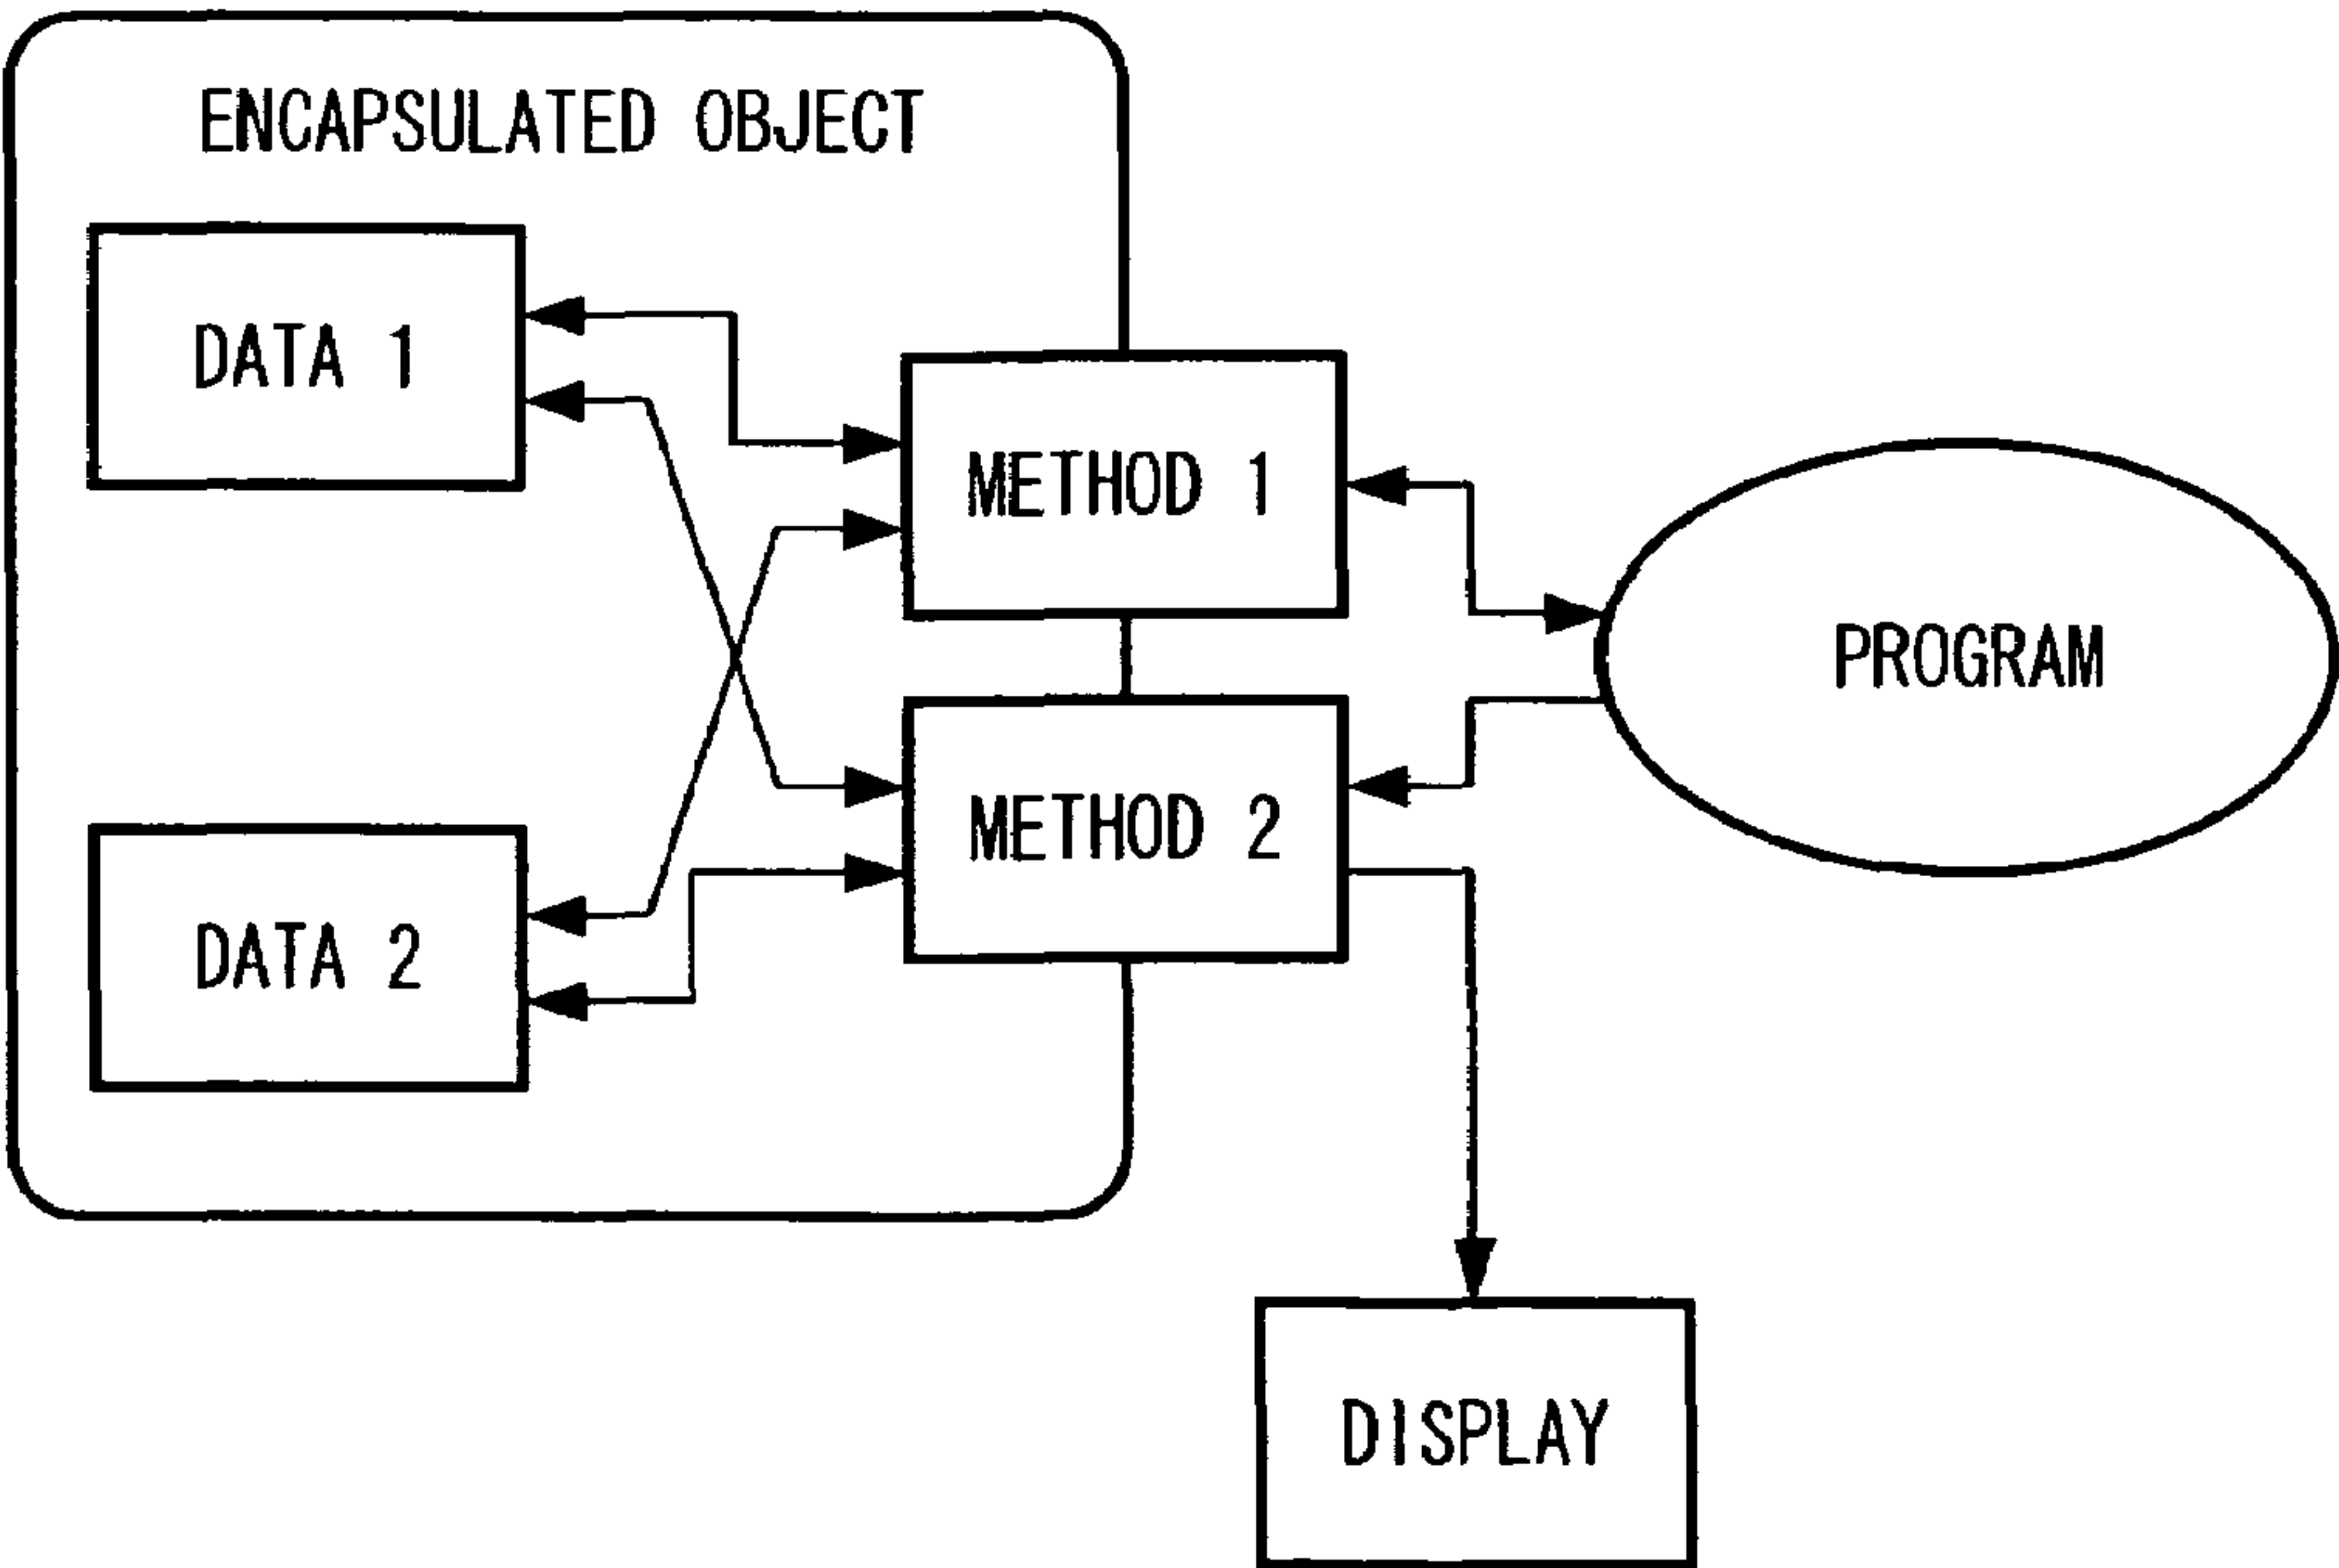 ENCAPSULATED OBJECT
DATA 1
METHOD 1
PROGRAM
METHOD 2
DATA 2
DISPLAY